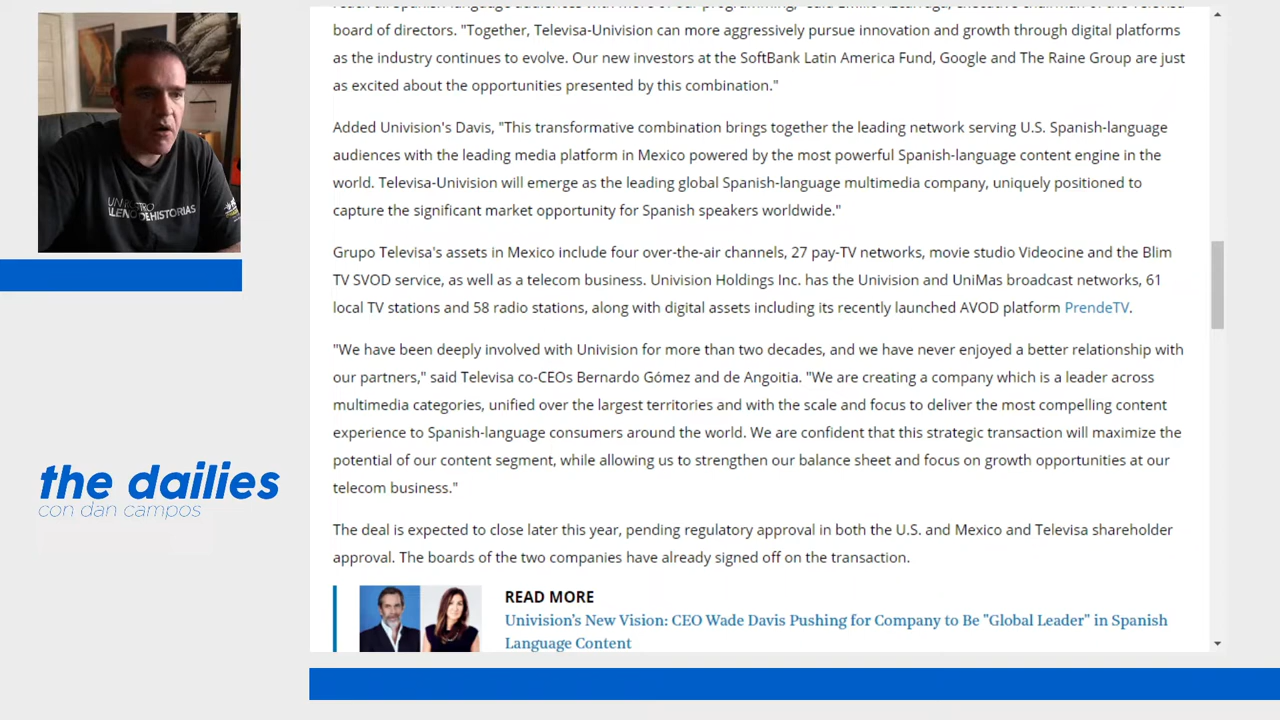 board of directors. "Together, Televisa-Univision can more aggressively pursue innovation and growth through digital platforms
as the industry continues to evolve. Our new investors at the SoftBank Latin America Fund, Google and The Raine Group are just
as excited about the opportunities presented by this combination."
Added Univision's Davis, "This transformative combination brings together the leading network serving U.S. Spanish-language
audiences with the leading media platform in Mexico powered by the most powerful Spanish-language content engine in the
world. Televisa-Univision will emerge as the leading global Spanish-language multimedia company, uniquely positioned to
capture the significant market opportunity for Spanish speakers worldwide."
Grupo Televisa's assets in Mexico include four over-the-air channels, 27 pay-TV networks, movie studio Videocine and the Blim
TV SVOD service, as well as a telecom business. Univision Holdings Inc. has the Univision and UniMas broadcast networks, 61
local TV stations and 58 radio stations, along with digital assets including its recently launched AVOD platform PrendeTV.
"We have been deeply involved with Univision for more than two decades, and we have never enjoyed a better relationship with
our partners," said Televisa co-CEOs Bernardo Gómez and de Angoitia. "We are creating a company which is a leader across
multimedia categories, unified over the largest territories and with the scale and focus to deliver the most compelling content
experience to Spanish-language consumers around the world. We are confident that this strategic transaction will maximize the
potential of our content segment, while allowing us to strengthen our balance sheet and focus on growth opportunities at our
telecom business."
The deal is expected to close later this year, pending regulatory approval in both the U.S. and Mexico and Televisa shareholder
approval. The boards of the two companies have already signed off on the transaction.
READ MORE
Univision's New Vision: CEO Wade Davis Pushing for Company to Be "Global Leader" in Spanish
Language Content
the dailies
con dan campos
LLENO DE HISTORIAS